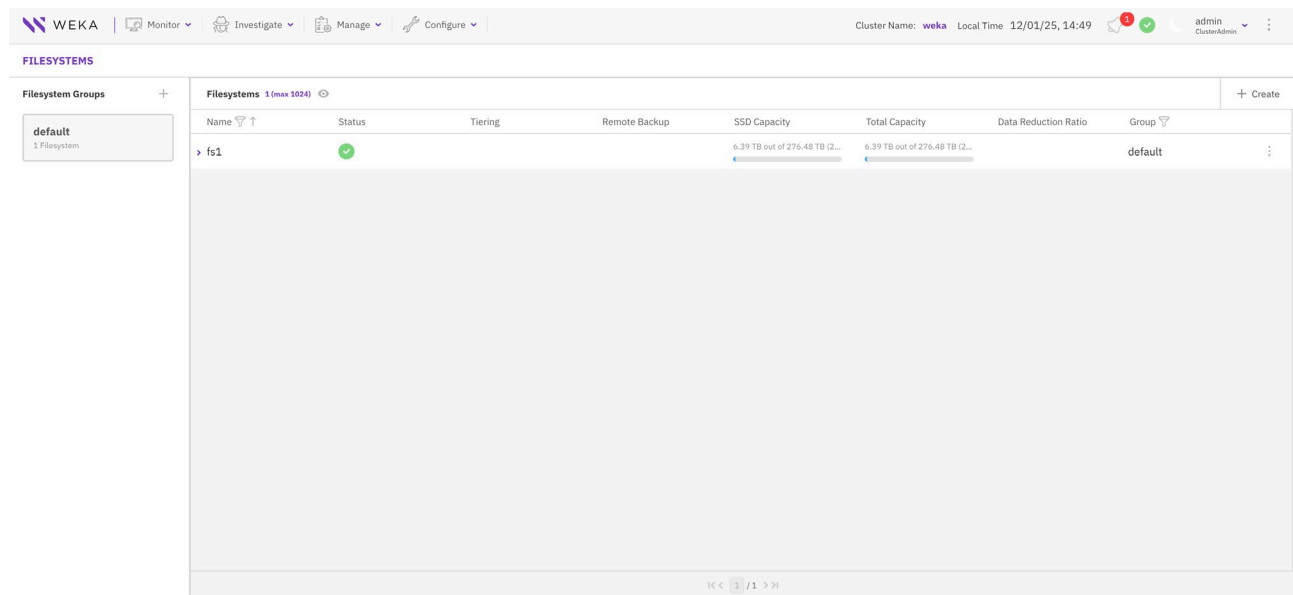 WEKA Monitor Investigate Manage Configure Cluster Name: weka Local Time 12/01/25, 14:49 1 admin
ClusterAdmin
FILESYSTEMS
Filesystem Groups
default
1 Filesystem
Filesystems 1 (max 1024) Create
Name Status Tiering Remote Backup SSD Capacity Total Capacity Data Reduction Ratio Group
fs1 6.39 TB out of 276.48 TB (2... 6.39 TB out of 276.48 TB (2... default
1 / 1